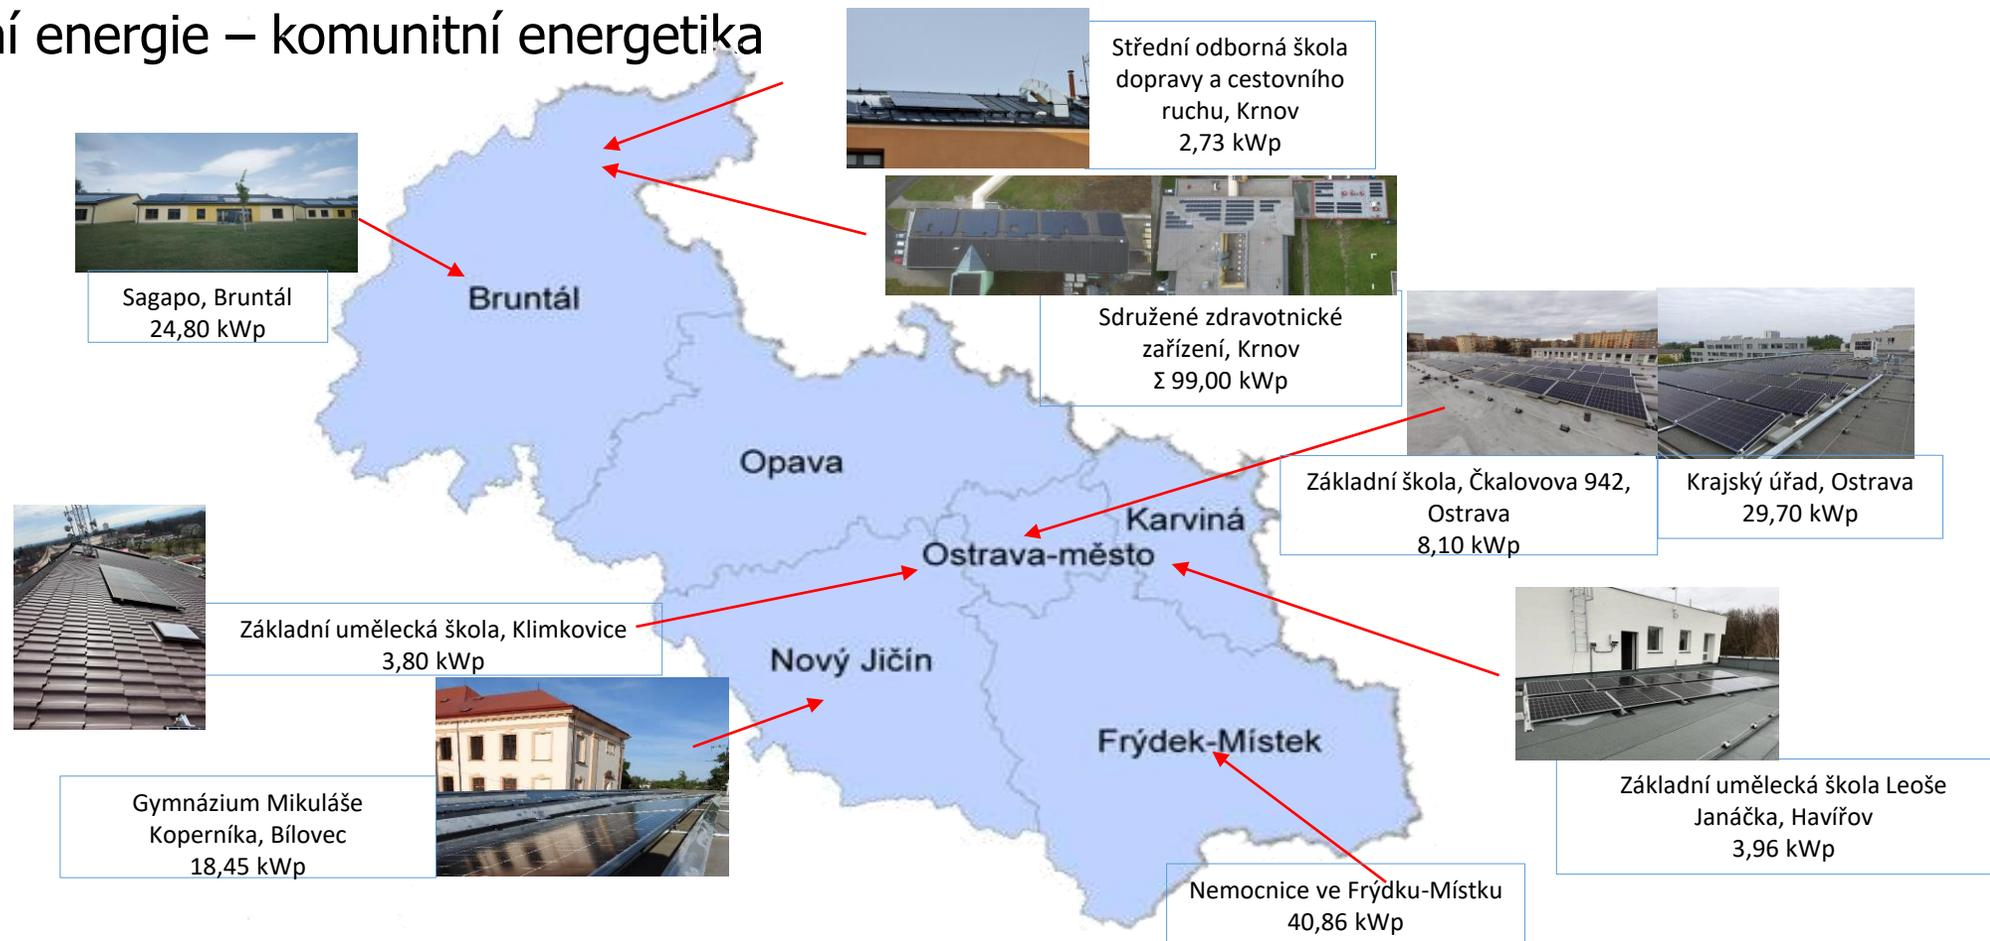 ní energie – komunitní energetika
Střední odborná škola
dopravy a cestovního
ruchu, Krnov
2,73 kWp
Sagapo, Bruntál
24,80 kWp
Bruntál
Sdružené zdravotnické
zařízení, Krnov
Σ 99,00 kWp
Opava
Základní škola, Čkalovova 942,
Ostrava
8,10 kWp
Krajský úřad, Ostrava
29,70 kWp
Karviná
Ostrava-město
Základní umělecká škola, Klimkovice
3,80 kWp
Nový Jičín
Frýdek-Místek
Gymnázium Mikuláše
Koperníka, Bílovec
18,45 kWp
Základní umělecká škola Leoše
Janáčka, Havířov
3,96 kWp
Nemocnice ve Frýdku-Místku
40,86 kWp